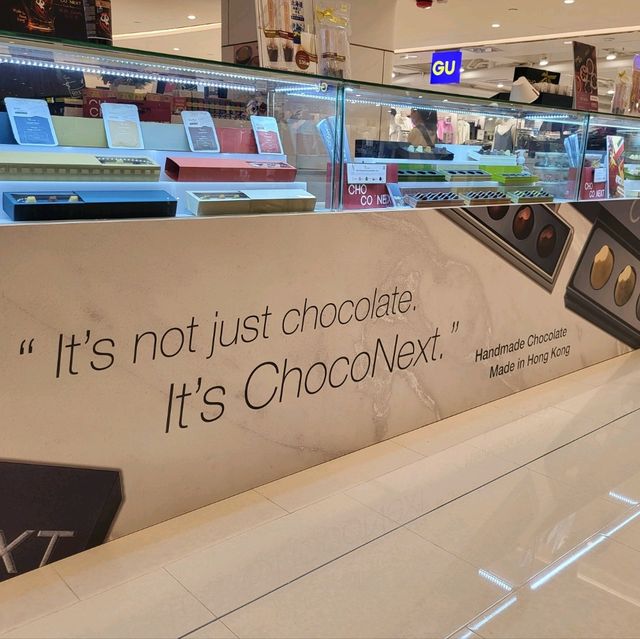 GU
CHO
CO NEXT
“ It's not just chocolate.
It's ChocoNext.”
Handmade Chocolate
Made in Hong Kong
XT